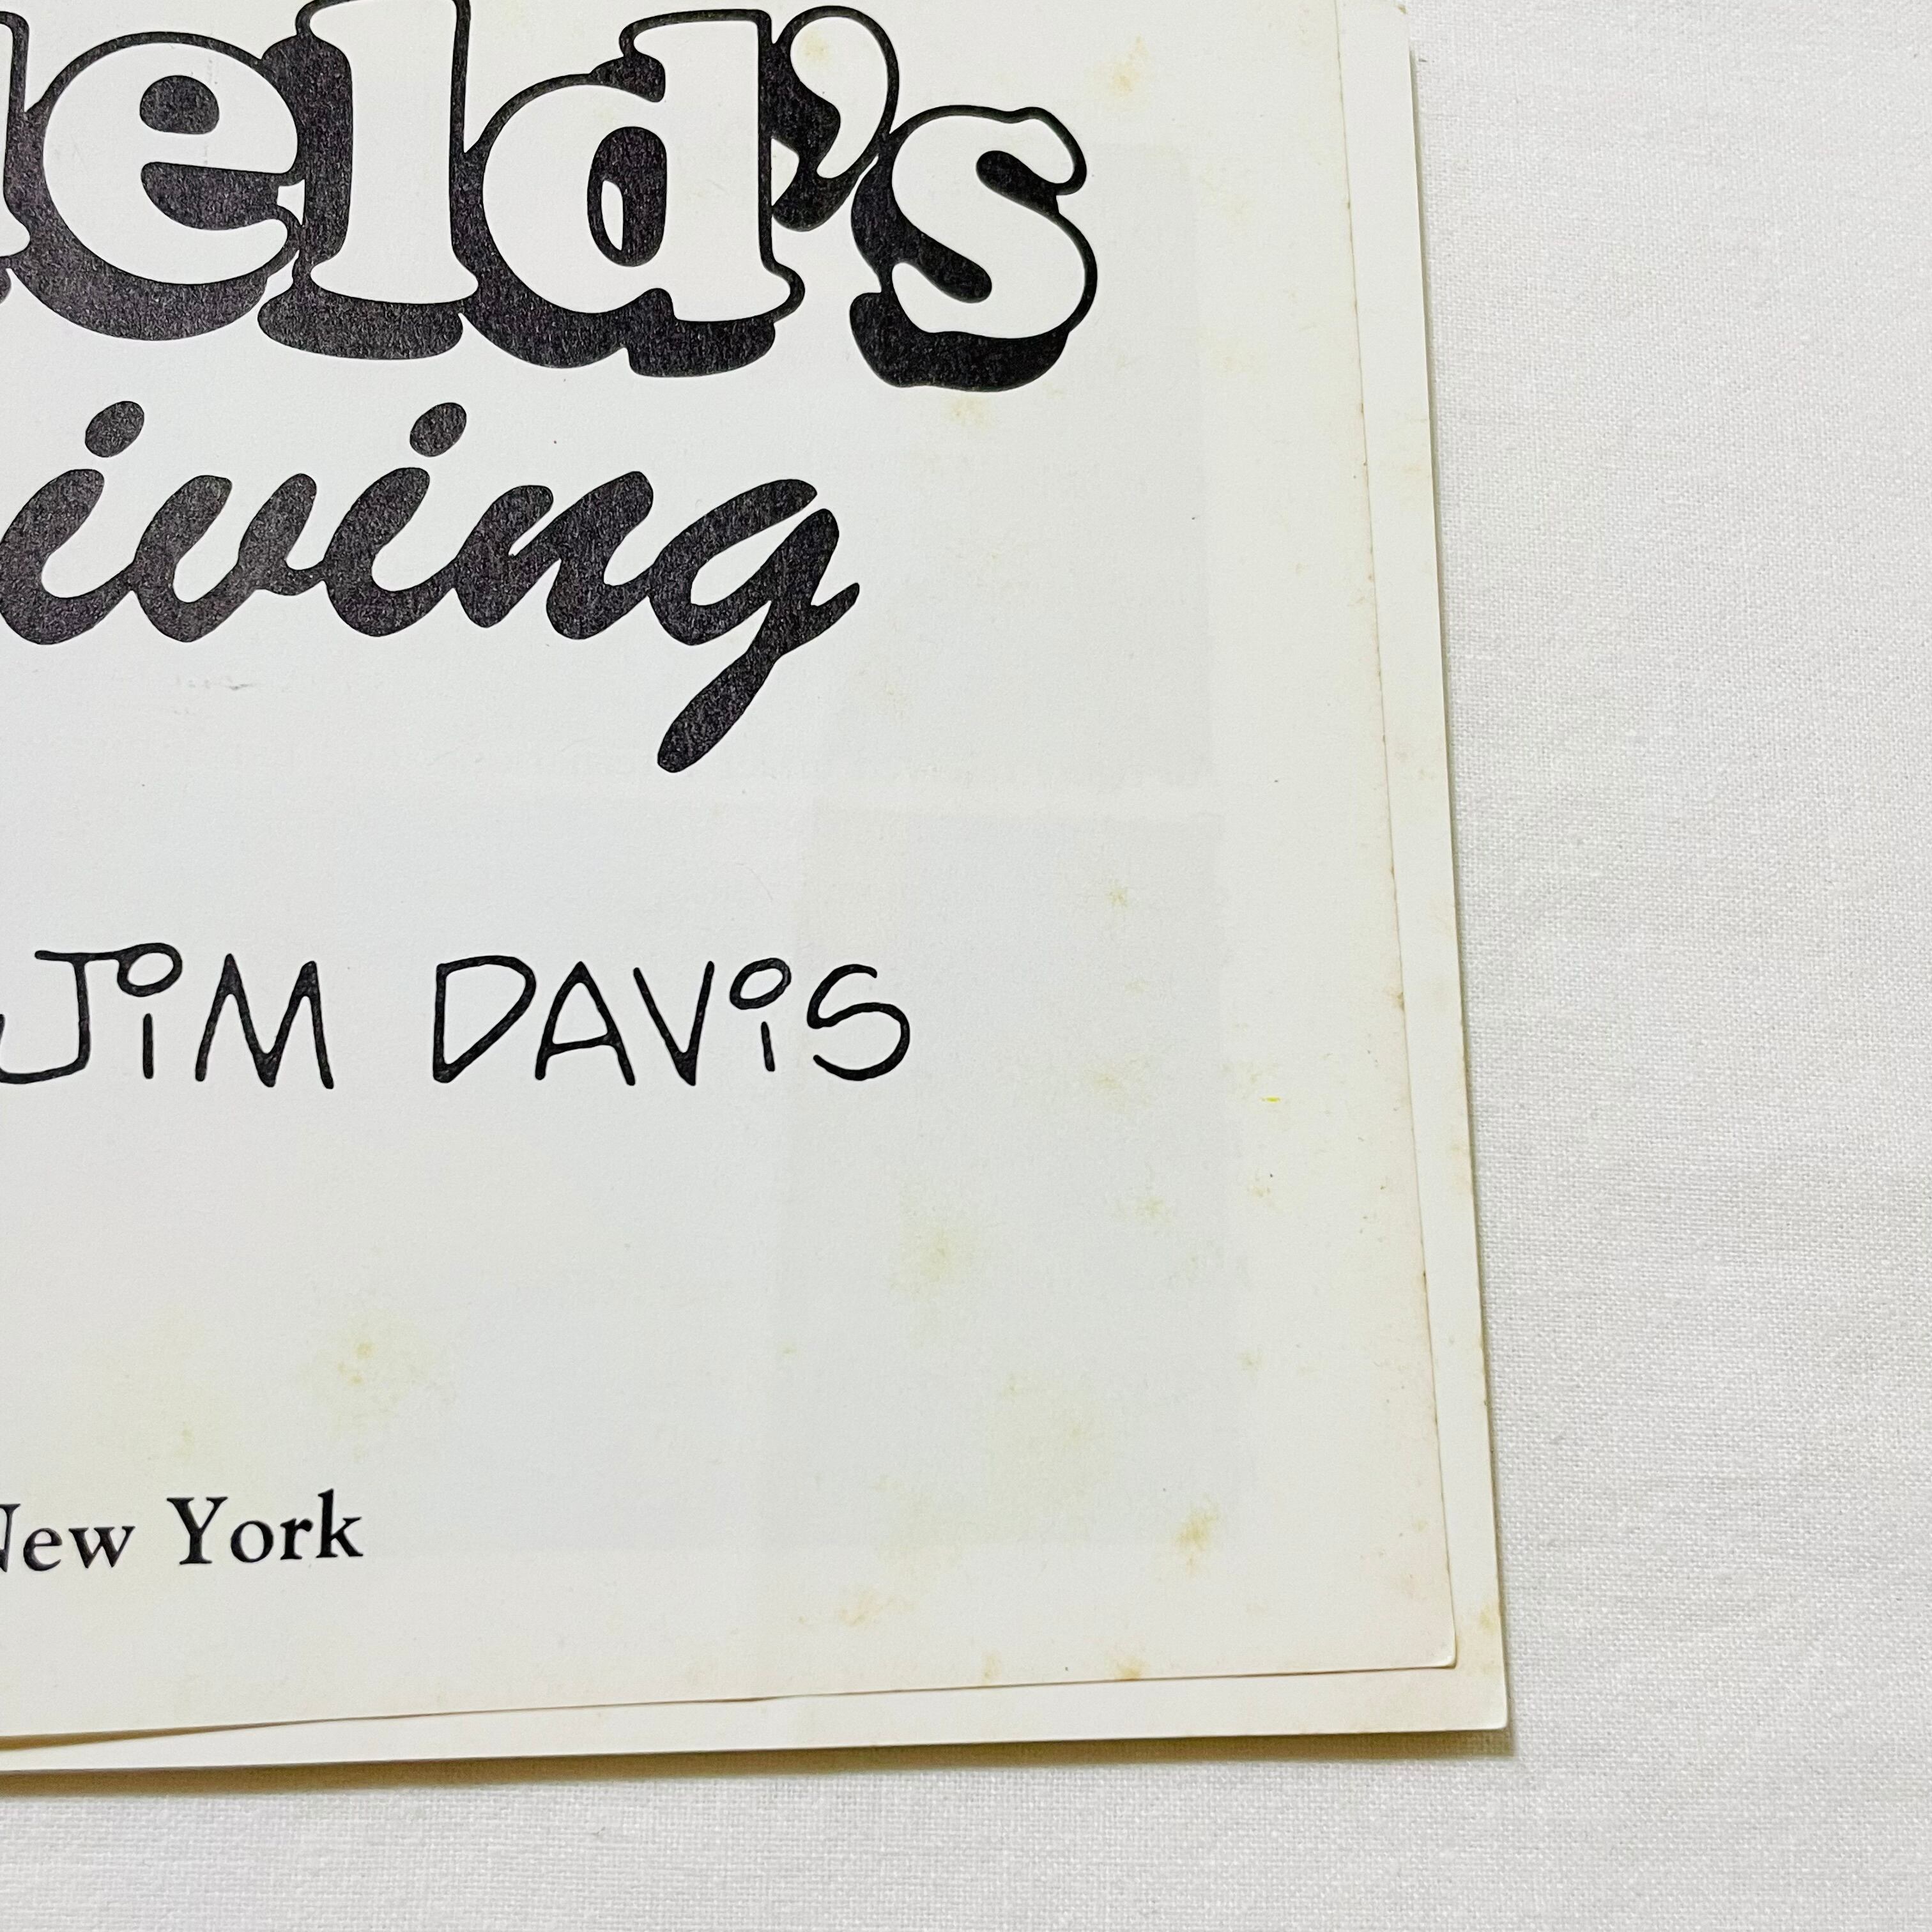 eld's
iving
JiM DAViS
New York